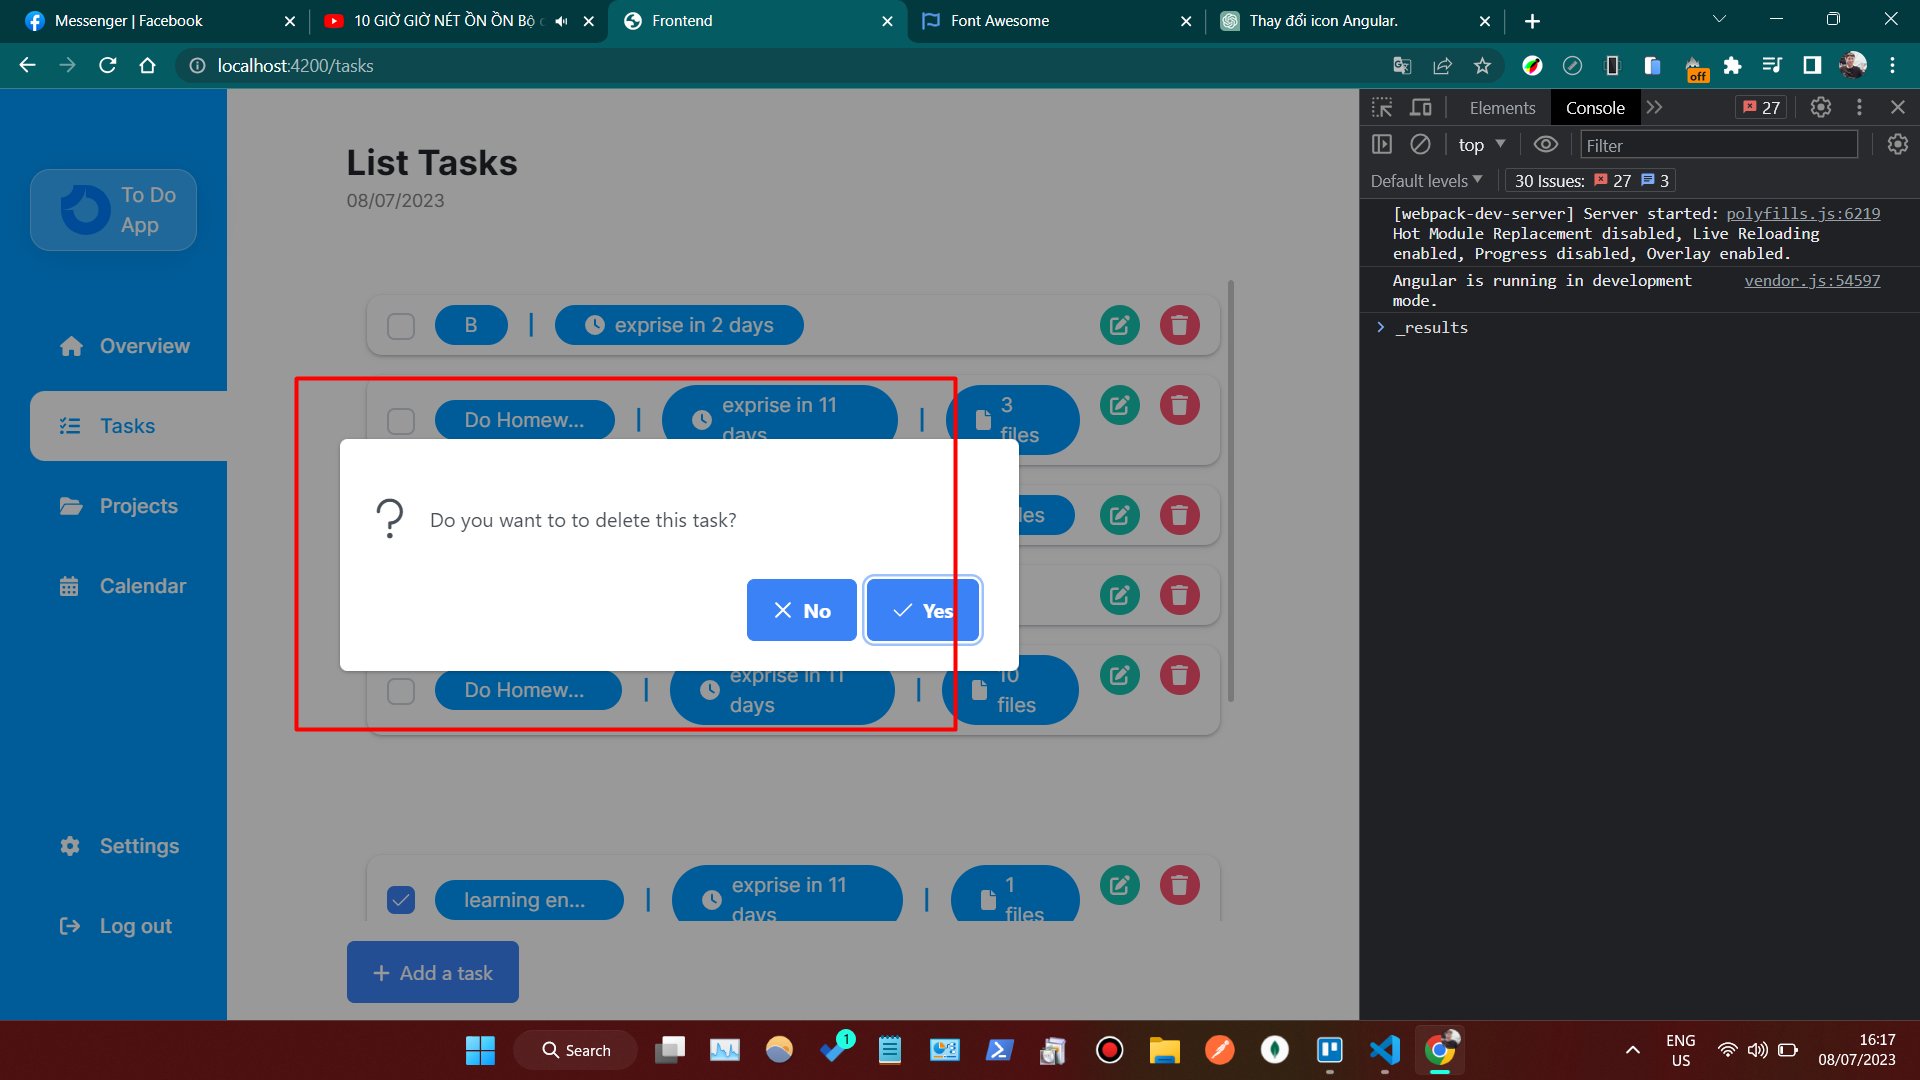 Messenger | Facebook
10 GIỜ GIỜ NÉT ỒN ỒN Bộ
Frontend
Font Awesome
Thay đổi icon Angular.
localhost:4200/tasks
off
To Do
App
Overview
Tasks
Projects
Calendar
Settings
Log out
List Tasks
08/07/2023
B
exprise in 2 days
Do Homew...
exprise in 11
days
3
files
Do you want to to delete this task?
No
Yes
Do Homew...
exprise in 11
days
10
files
learning en...
exprise in 11
days
1
files
Add a task
Elements
Console
27
top
Filter
Default levels
30 Issues: 27 3
[webpack-dev-server] Server started: polyfills.js:6219
Hot Module Replacement disabled, Live Reloading
enabled, Progress disabled, Overlay enabled.
Angular is running in development vendor.js:54597
mode.
_results
Search
1
ENG
US
16:17
08/07/2023